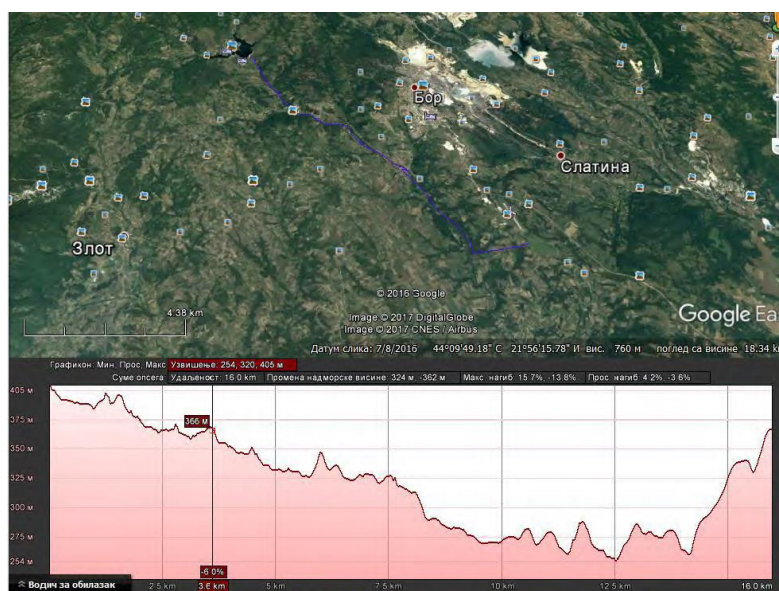 Бор
Слатина
Злот
4.38 km
© 2016 Google
Image © 2017 DigitalGlobe
Image © 2017 CNES / Airbus
Google Ea
Датум слика: 7/8/2016 44°09'49.18" С 21°56'15.78" И вис. 760 м поглед са висине 18.34 k
Графикон: Мин, Прос, Макс Узвишење: 254, 320, 405 м
Суме опсега: Удаљеност: 16.0 km Промена надморске висине: 324 м, -362 м Макс. нагиб: 15.7%, -13.8% Прос. нагиб: 4.2%, -3.6%
405 м
375 м
366 м
350 м
325 м
300 м
275 м
254 м
-6.0%
Водич за обилазак 2.5 km 3.6 km 5 km 7.5 km 10 km 12.5 km 16.0 km